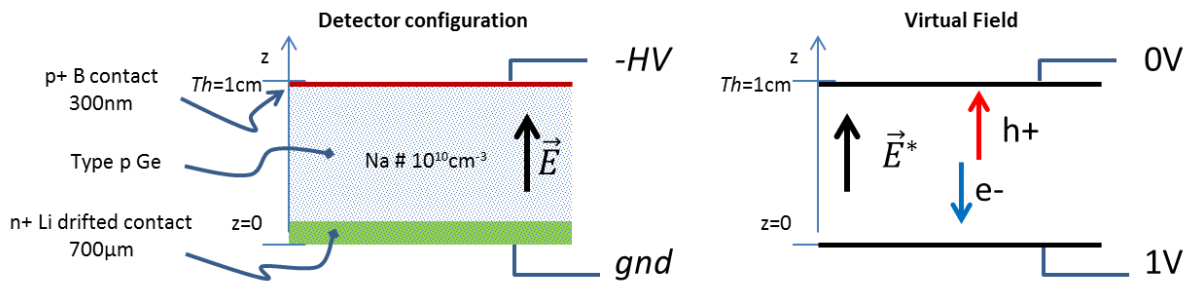 Detector configuration
z
-HV
p+ B contact
300nm
Th=1cm
Type p Ge
Na # 10¹⁰cm⁻³
E⃗
n+ Li drifted contact
700µm
z=0
gnd
Virtual Field
z
0V
Th=1cm
h+
E⃗*
e-
z=0
1V